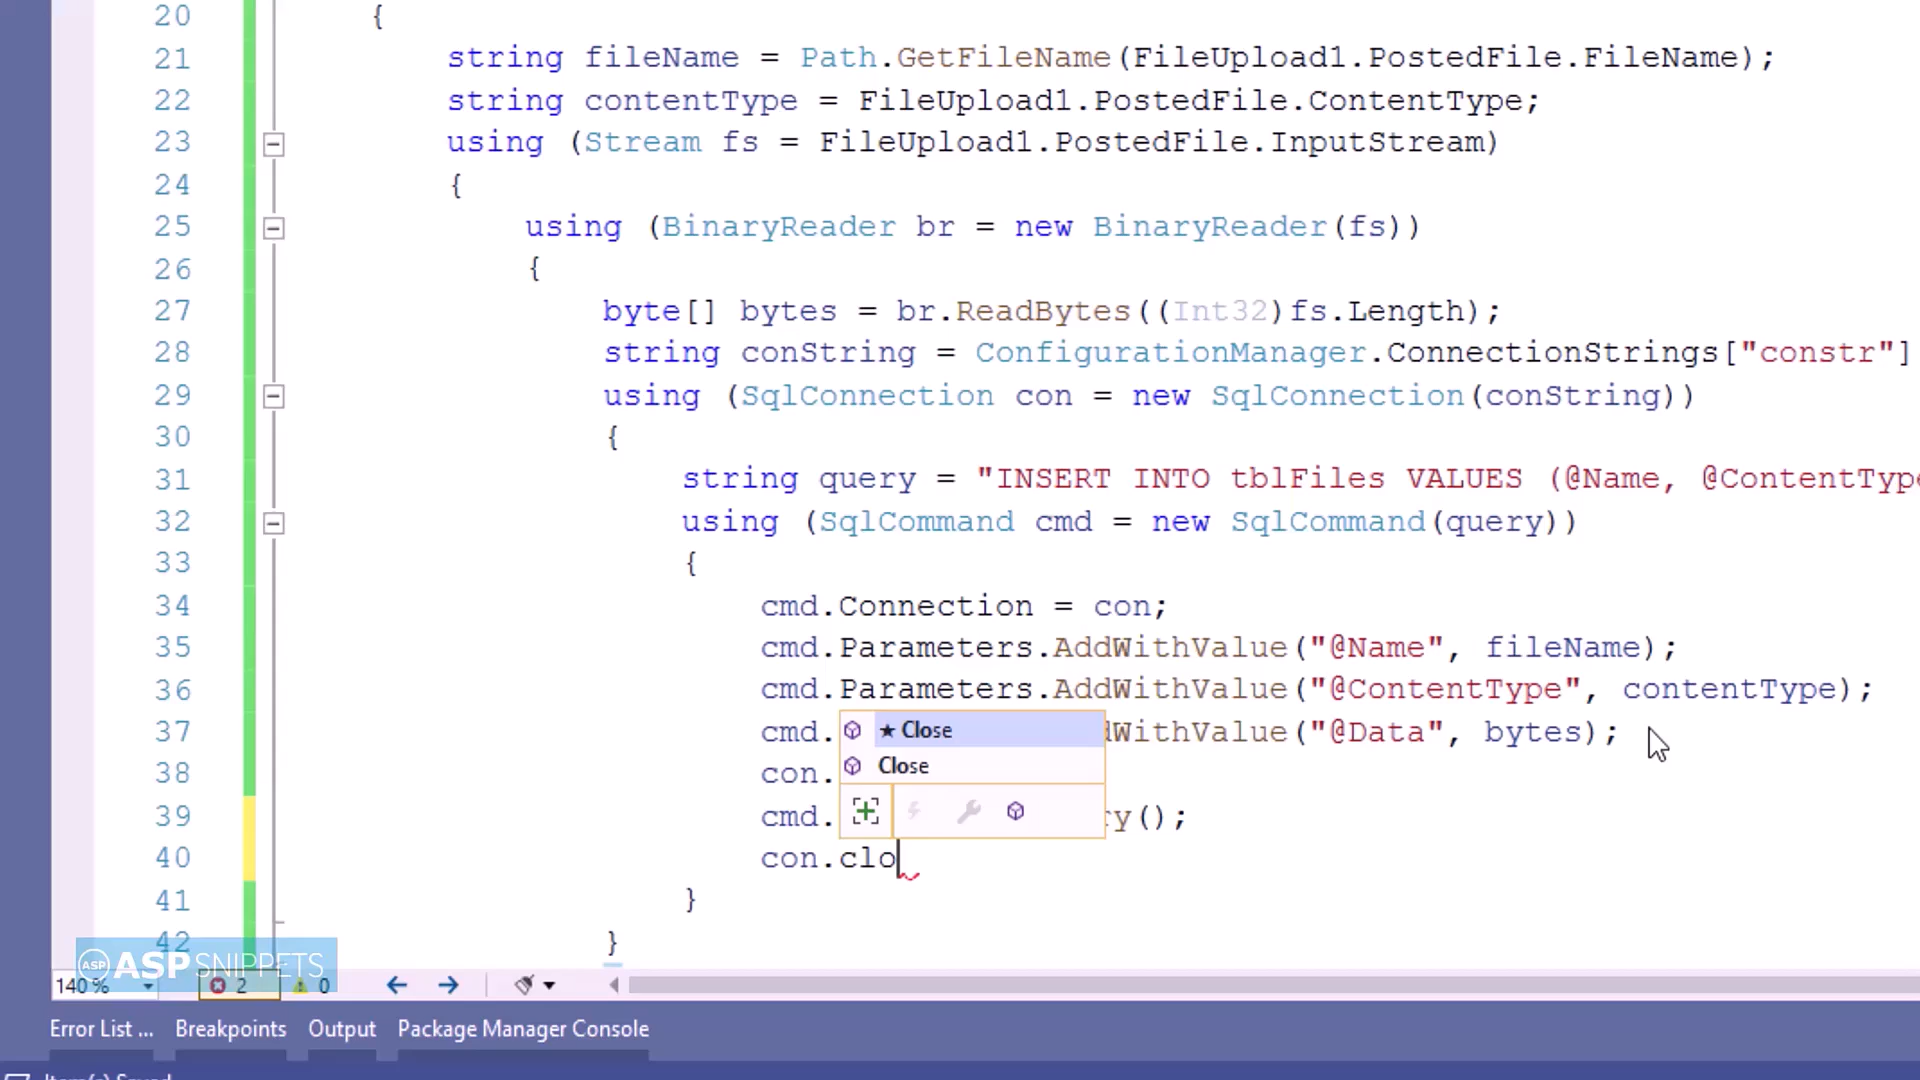 20 {
21 string fileName = Path.GetFileName(FileUpload1.PostedFile.FileName);
22 string contentType = FileUpload1.PostedFile.ContentType;
23 using (Stream fs = FileUpload1.PostedFile.InputStream)
24 {
25 using (BinaryReader br = new BinaryReader(fs))
26 {
27 byte[] bytes = br.ReadBytes((Int32)fs.Length);
28 string conString = ConfigurationManager.ConnectionStrings["constr"]
29 using (SqlConnection con = new SqlConnection(conString))
30 {
31 string query = "INSERT INTO tblFiles VALUES (@Name, @ContentType
32 using (SqlCommand cmd = new SqlCommand(query))
33 {
34 cmd.Connection = con;
35 cmd.Parameters.AddWithValue("@Name", fileName);
36 cmd.Parameters.AddWithValue("@ContentType", contentType);
★ Close
37 cmd. dWithValue("@Data", bytes);
Close
38 con.
39 cmd. ry();
40 con.clo
41 }
42 }
ASP ASPSNIPPETS
140 % 2 0
Error List ... Breakpoints Output Package Manager Console
Item(s) Saved